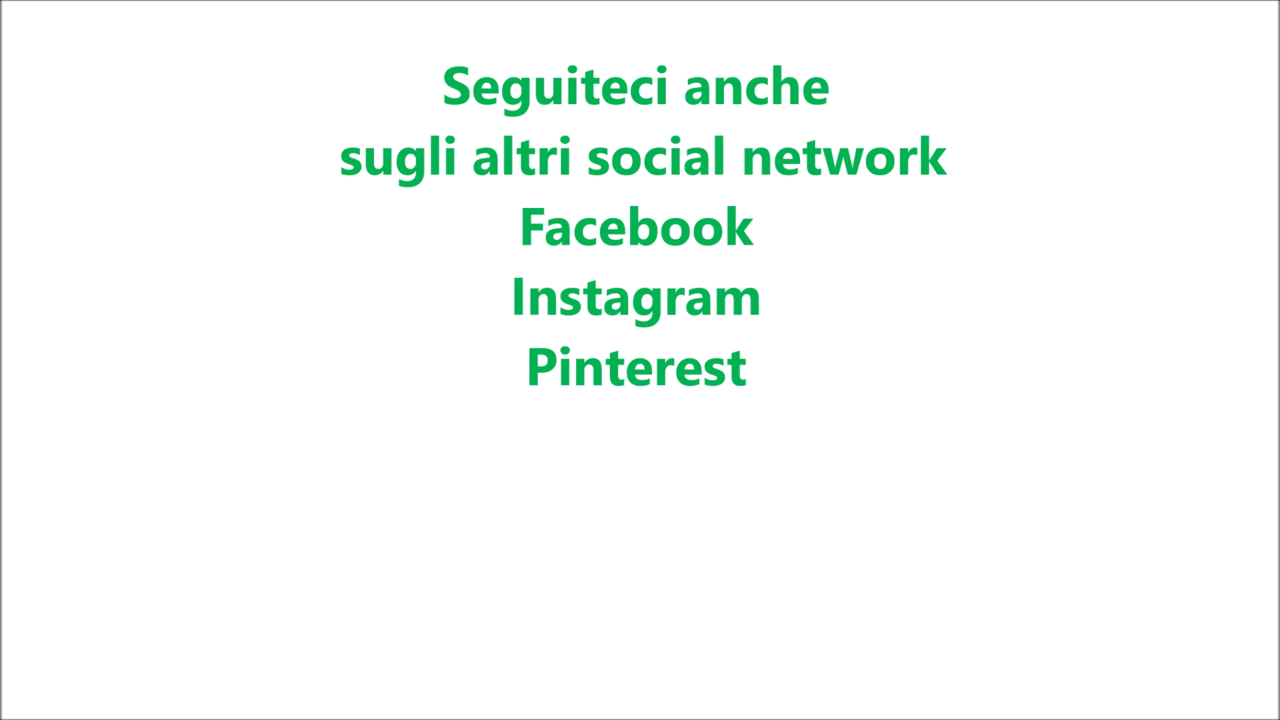 Seguiteci anche
sugli altri social network
Facebook
Instagram
Pinterest